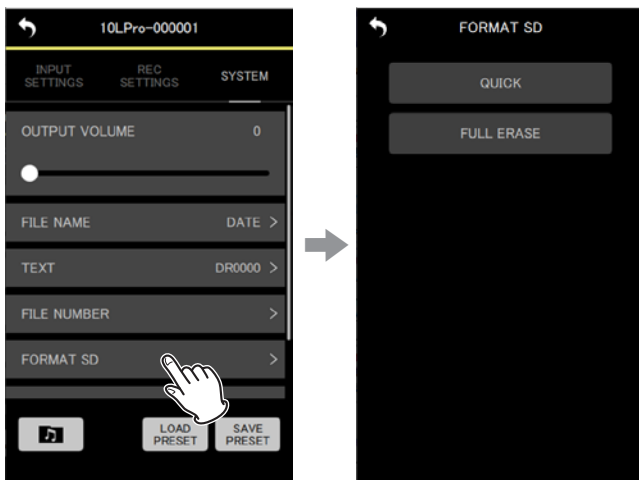 10LPro-000001
INPUT
SETTINGS
REC
SETTINGS
SYSTEM
OUTPUT VOLUME 0
FILE NAME DATE >
TEXT DR0000 >
FILE NUMBER >
FORMAT SD >
LOAD
PRESET
SAVE
PRESET
FORMAT SD
QUICK
FULL ERASE